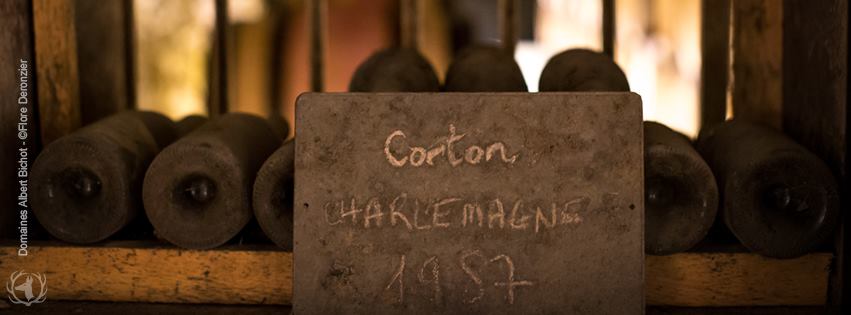 Domaines Albert Bichot - ©Flore Deronzier
Corton
CHARLEMAGNE
1957